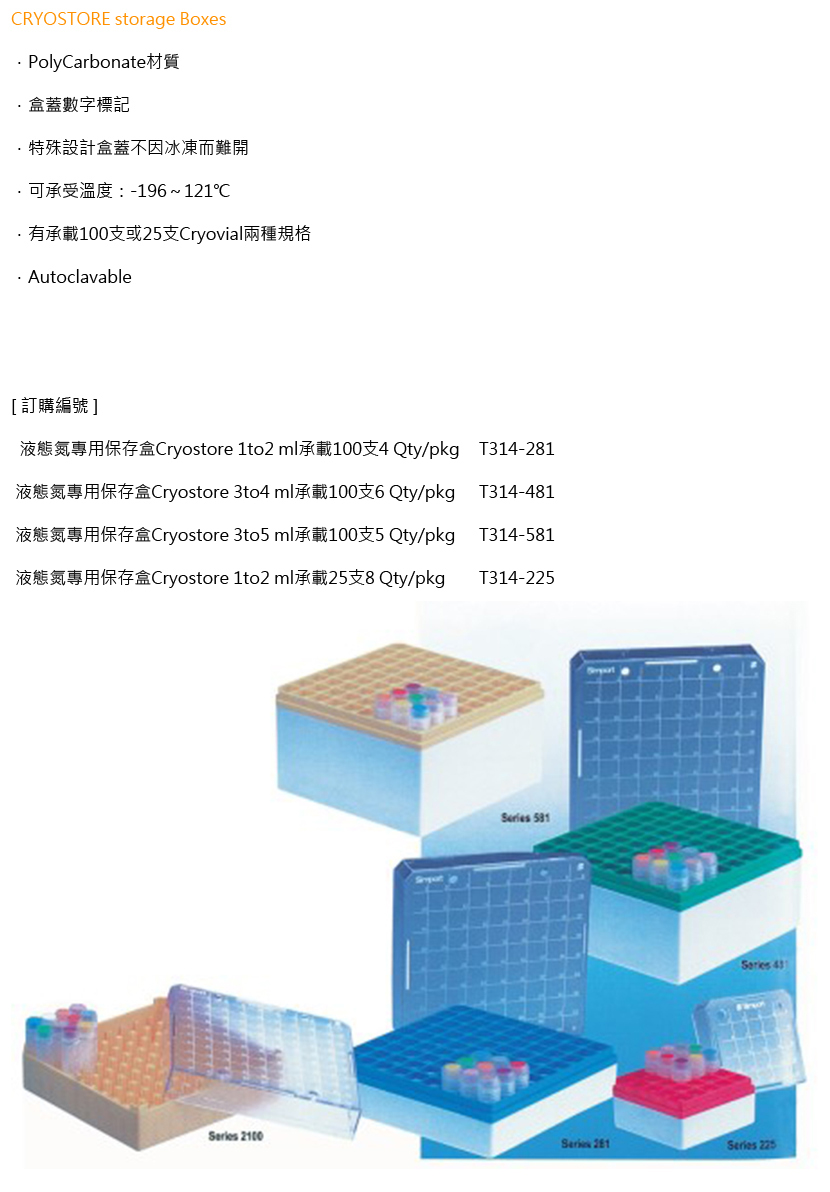 CRYOSTORE storage Boxes
．PolyCarbonate材質
．盒蓋數字標記
．特殊設計盒蓋不因冰凍而難開
．可承受溫度：-196～121℃
．有承載100支或25支Cryovial兩種規格
．Autoclavable
[ 訂購編號 ]
液態氮專用保存盒Cryostore 1to2 ml承載100支4 Qty/pkg T314-281
液態氮專用保存盒Cryostore 3to4 ml承載100支6 Qty/pkg T314-481
液態氮專用保存盒Cryostore 3to5 ml承載100支5 Qty/pkg T314-581
液態氮專用保存盒Cryostore 1to2 ml承載25支8 Qty/pkg T314-225
Simport
Series 581
Simport
Series 481
Simport
Series 2100
Series 281
Series 225